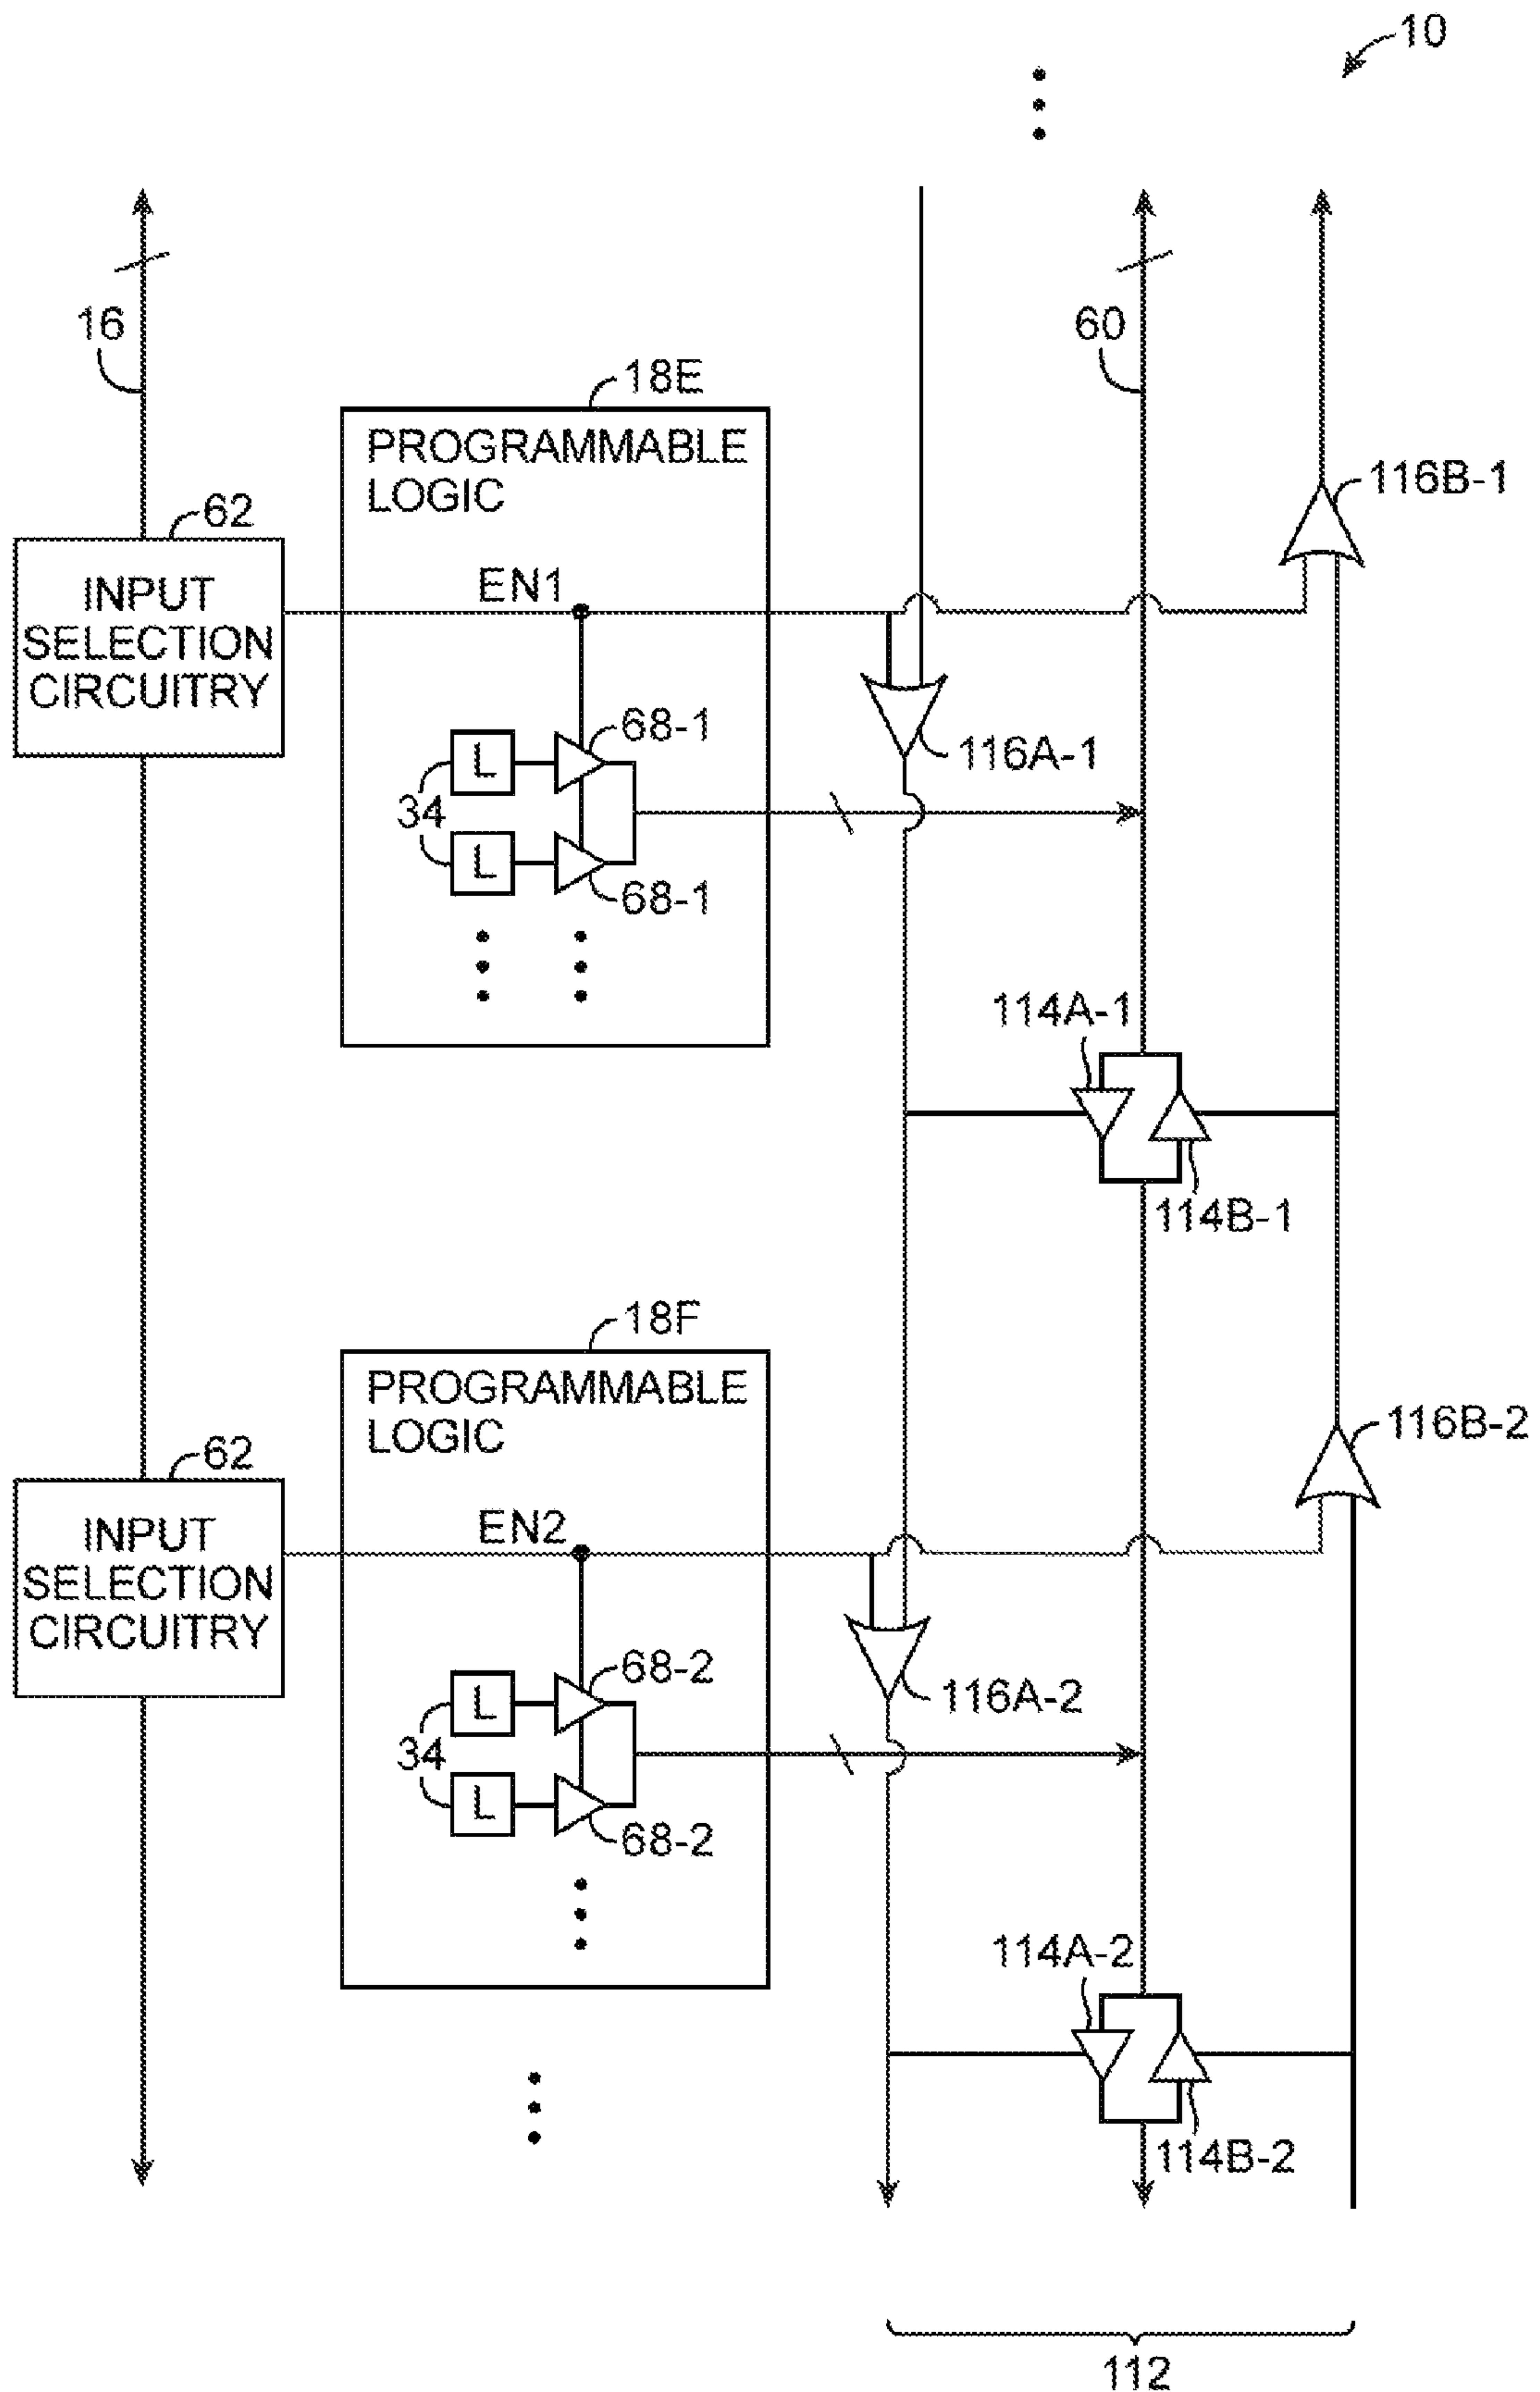 10
16
60
18E
PROGRAMMABLE
LOGIC
116B-1
62
INPUT
SELECTION
CIRCUITRY
EN1
68-1
116A-1
L
34
L
68-1
114A-1
114B-1
18F
PROGRAMMABLE
LOGIC
116B-2
62
INPUT
SELECTION
CIRCUITRY
EN2
68-2
116A-2
L
34
L
68-2
114A-2
114B-2
112